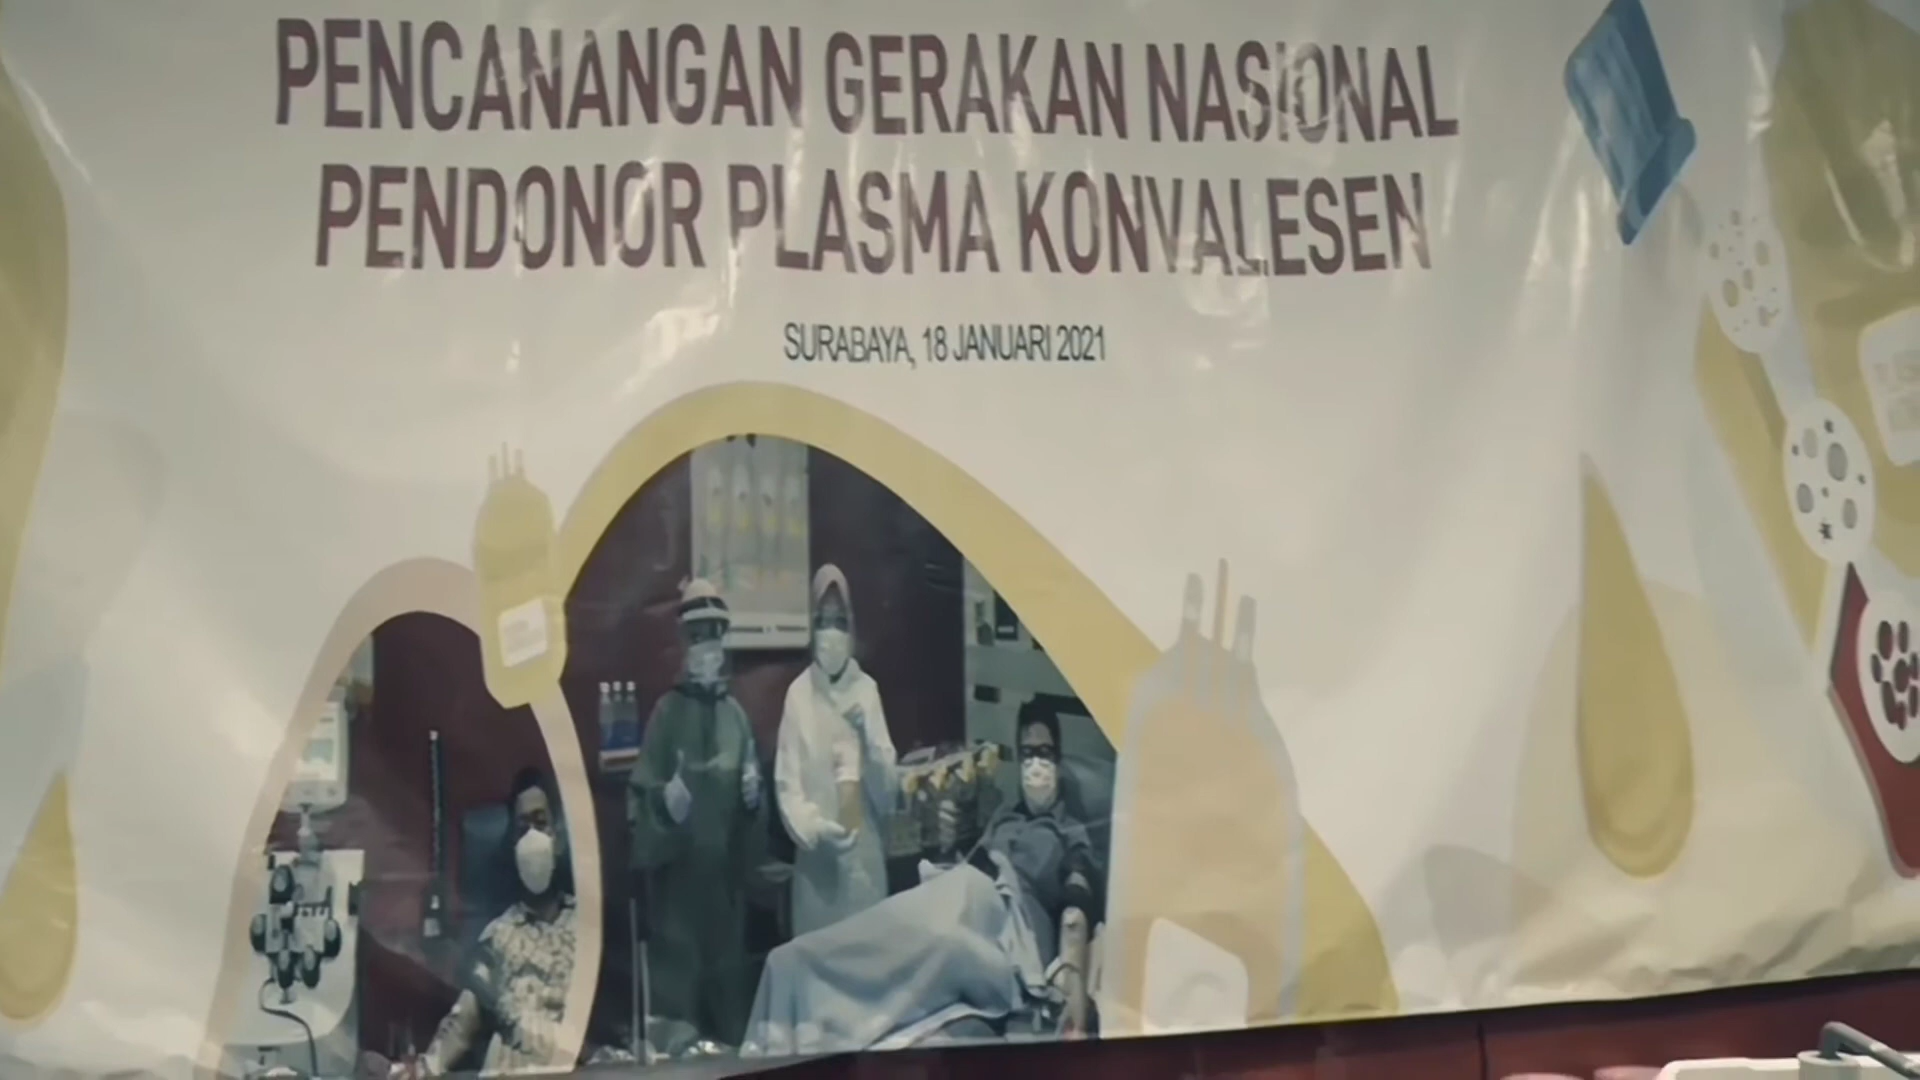 PENCANANGAN GERAKAN NASIONAL
PENDONOR PLASMA KONVALESEN
SURABAYA, 18 JANUARI 2021